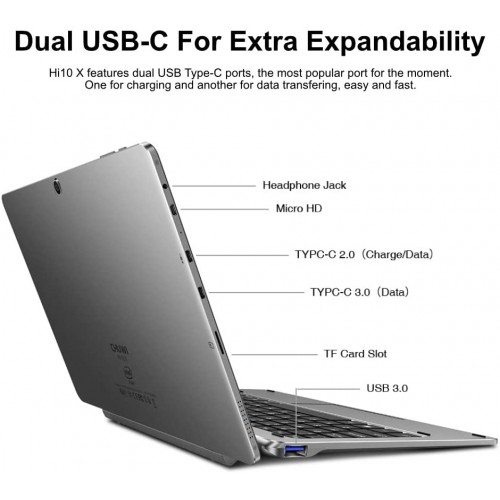 Dual USB-C For Extra Expandability
Hi10 X features dual USB Type-C ports, the most popular port for the moment.
One for charging and another for data transfering, easy and fast.
Headphone Jack
Micro HD
TYPC-C 2.0（Charge/Data）
TYPC-C 3.0（Data）
TF Card Slot
USB 3.0
CHUWI